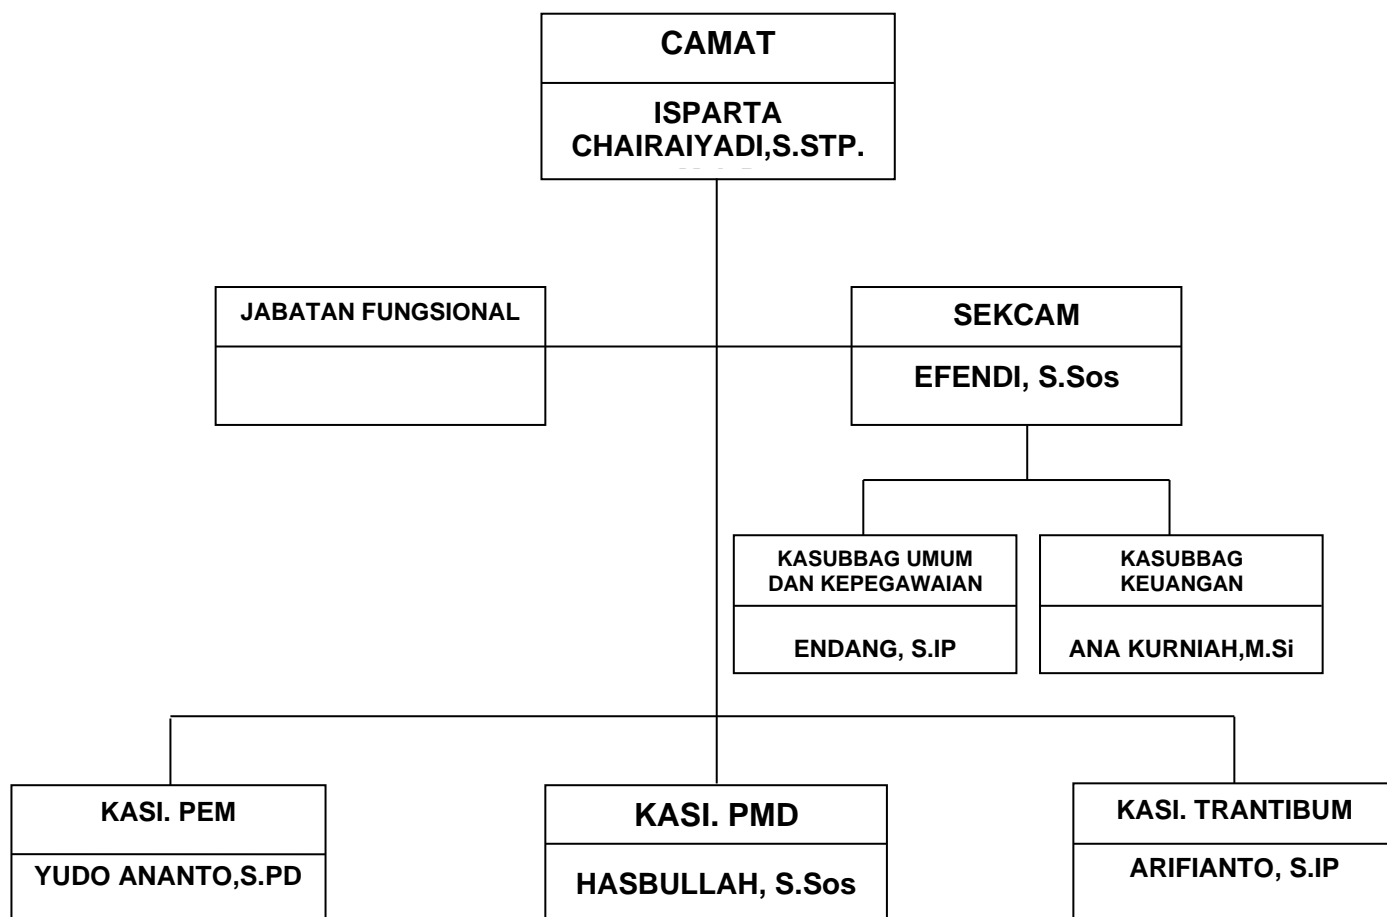 CAMAT
ISPARTA
CHAIRAIYADI,S.STP.
JABATAN FUNGSIONAL
SEKCAM
EFENDI, S.Sos
KASUBBAG UMUM
DAN KEPEGAWAIAN
ENDANG, S.IP
KASUBBAG
KEUANGAN
ANA KURNIAH,M.Si
KASI. PEM
YUDO ANANTO,S.PD
KASI. PMD
HASBULLAH, S.Sos
KASI. TRANTIBUM
ARIFIANTO, S.IP